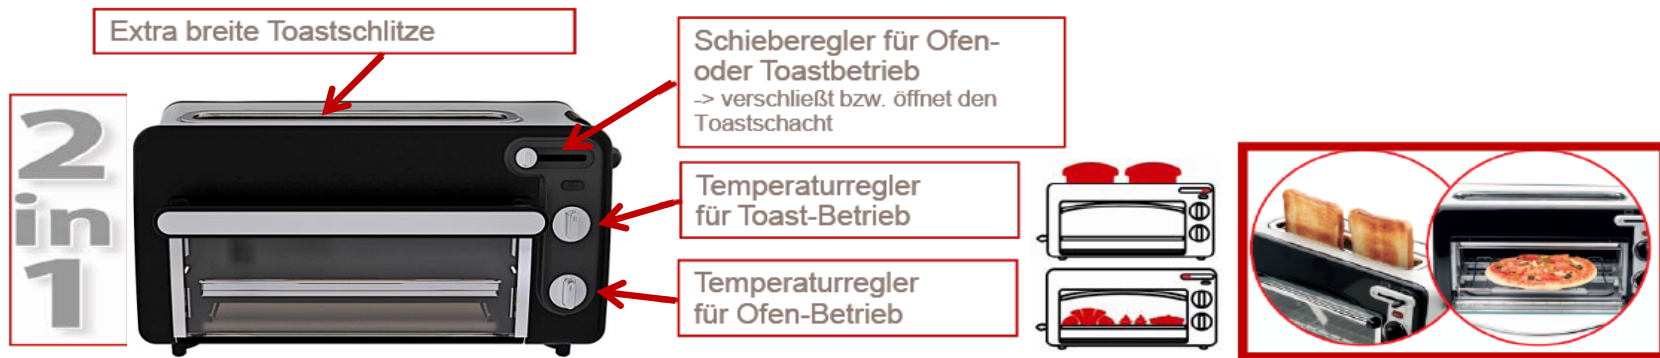 Extra breite Toastschlitze
Schieberegler für Ofen-
oder Toastbetrieb
-> verschließt bzw. öffnet den
Toastschacht
2
in
1
Temperaturregler
für Toast-Betrieb
Temperaturregler
für Ofen-Betrieb